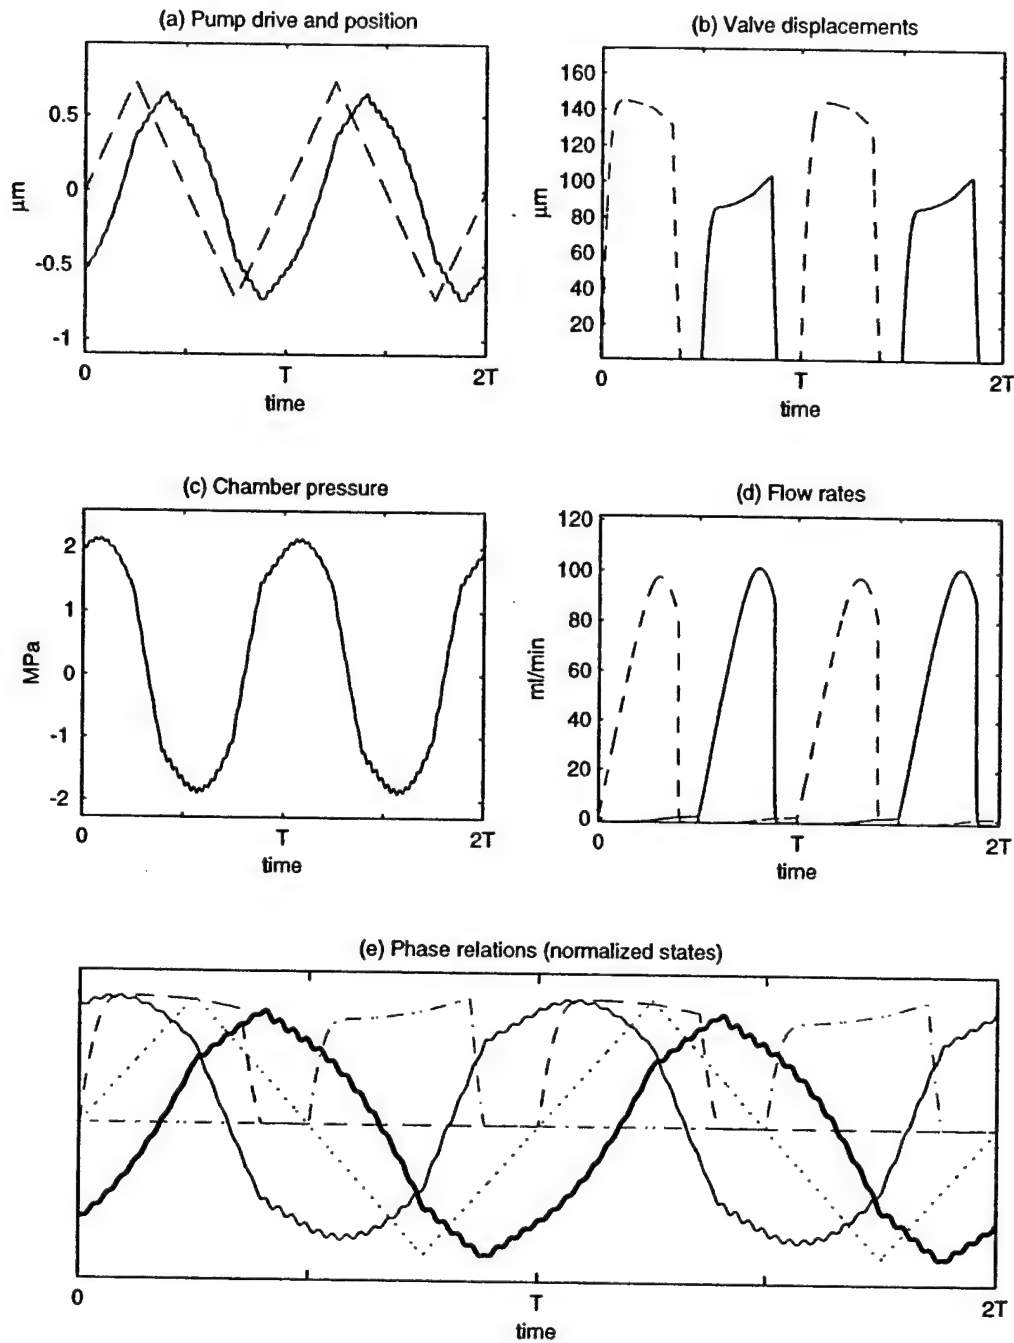 (a) Pump drive and position
0.5
0
-0.5
-1
μm
0
T
2T
time
(b) Valve displacements
160
140
120
100
80
60
40
20
μm
0
T
2T
time
(c) Chamber pressure
2
1
0
-1
-2
MPa
0
T
2T
time
(d) Flow rates
120
100
80
60
40
20
0
ml/min
0
T
2T
time
(e) Phase relations (normalized states)
0
T
2T
time